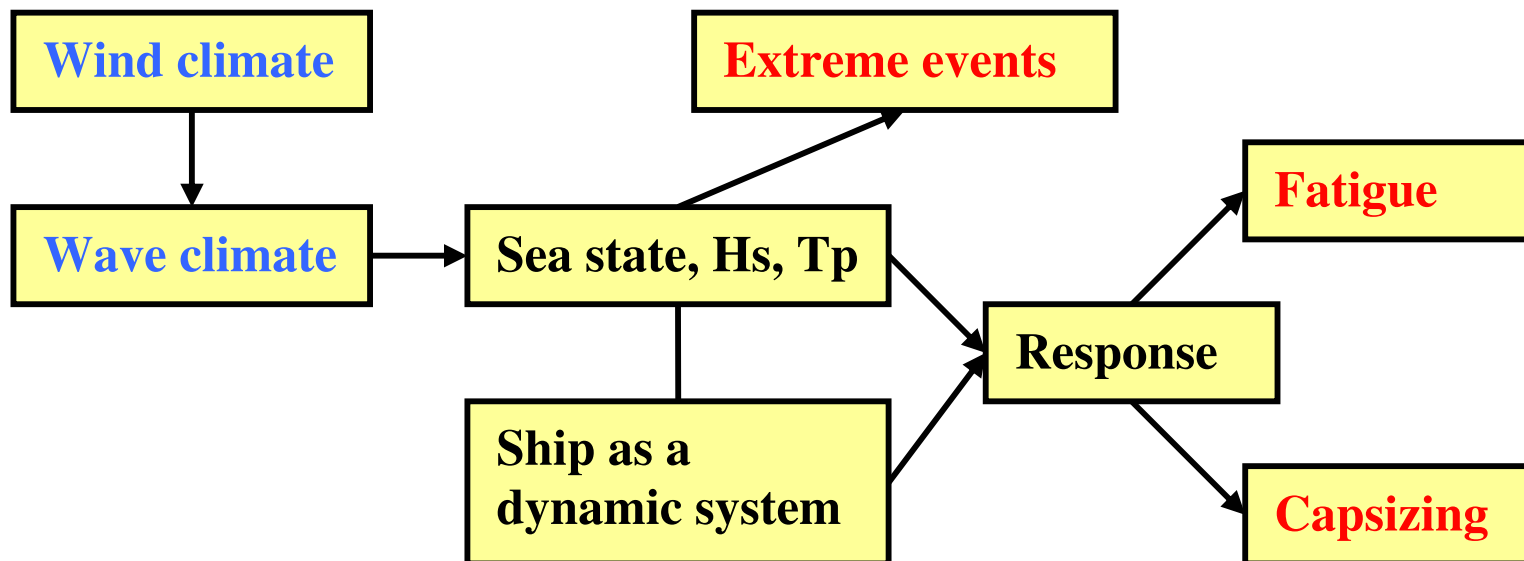 Wind climate
Extreme events
Fatigue
Wave climate
Sea state, Hs, Tp
Response
Ship as a
dynamic system
Capsizing